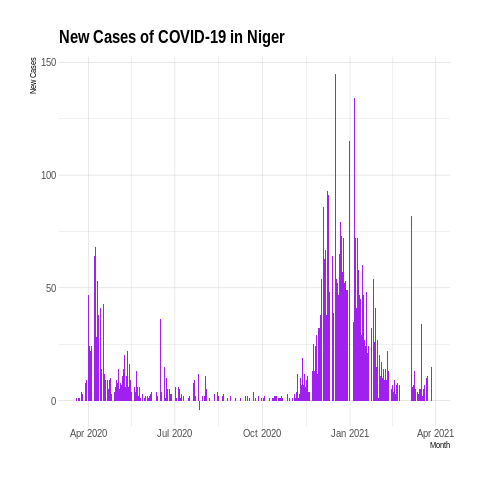 New Cases of COVID-19 in Niger
New Cases
150
100
50
0
Apr 2020 Jul 2020 Oct 2020 Jan 2021 Apr 2021
Month